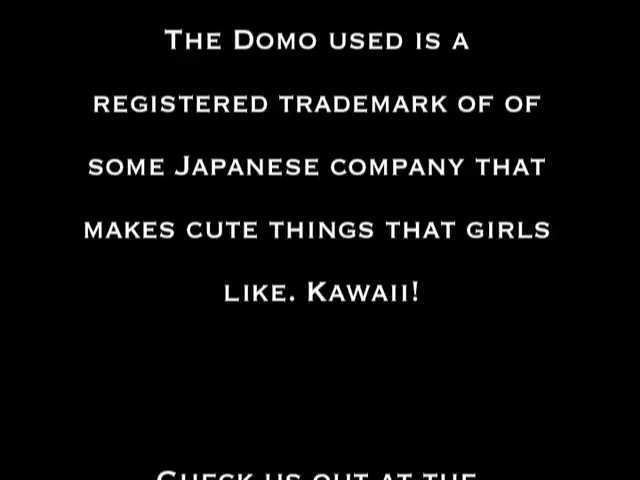 The Domo used is a
registered trademark of of
some Japanese company that
makes cute things that girls
like. Kawaii!
Check us out at the